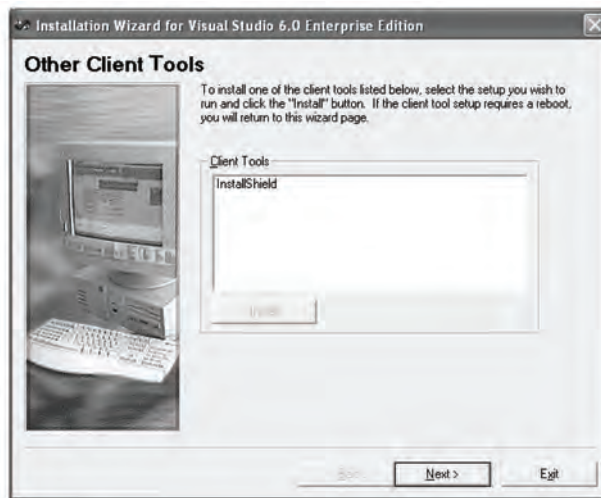 Installation Wizard for Visual Studio 6.0 Enterprise Edition
Other Client Tools
To install one of the client tools listed below, select the setup you wish to
run and click the "Install" button. If the client tool setup requires a reboot,
you will return to this wizard page.
Client Tools
InstallShield
Install
Next >
Exit